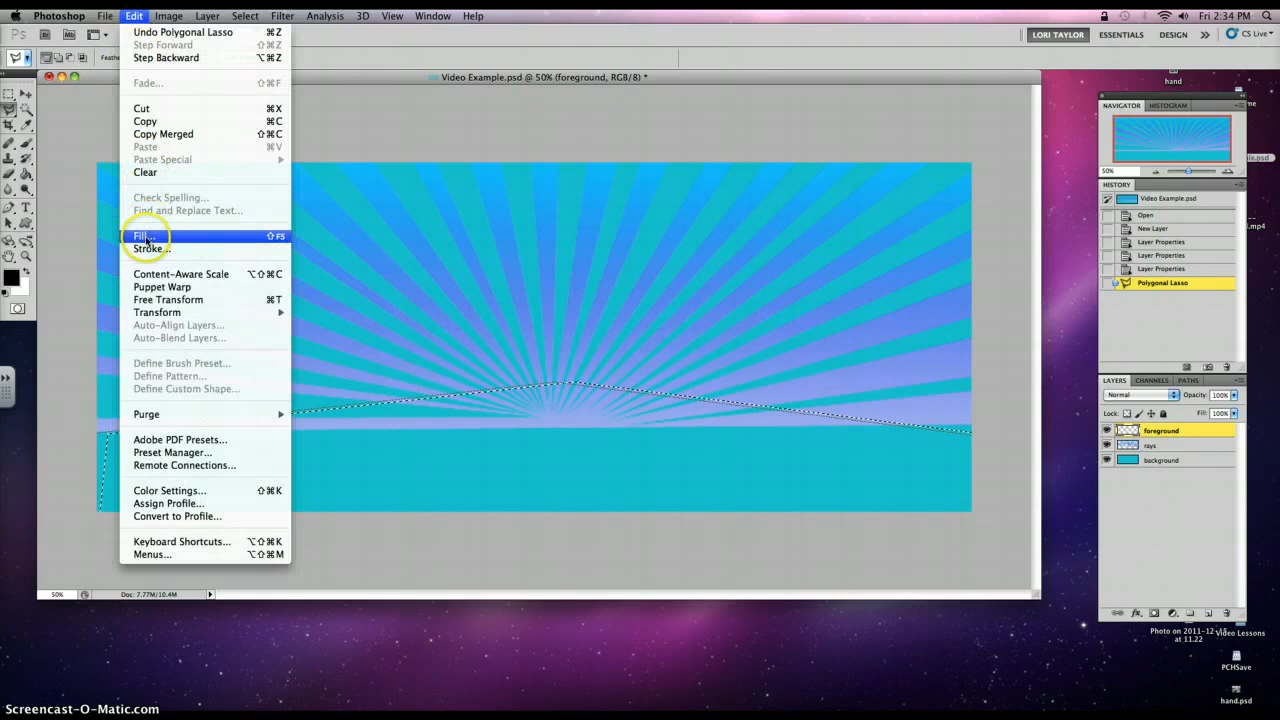 Photoshop File Edit Image Layer Select Filter Analysis 3D View Window Help Fri 2:34 PM
Ps Br Mb LORI TAYLOR ESSENTIALS DESIGN CS Live
Feathe
Video Example.psd @ 50% (foreground, RGB/8) *
Undo Polygonal Lasso ⌘Z
Step Forward ⇧⌘Z
Step Backward ⌥⌘Z
Fade... ⇧⌘F
Cut ⌘X
Copy ⌘C
Copy Merged ⇧⌘C
Paste ⌘V
Paste Special
Clear
Check Spelling...
Find and Replace Text...
Fill... ⇧F5
Stroke...
Content-Aware Scale ⌥⇧⌘C
Puppet Warp
Free Transform ⌘T
Transform
Auto-Align Layers...
Auto-Blend Layers...
Define Brush Preset...
Define Pattern...
Define Custom Shape...
Purge
Adobe PDF Presets...
Preset Manager...
Remote Connections...
Color Settings... ⇧⌘K
Assign Profile...
Convert to Profile...
Keyboard Shortcuts... ⌥⇧⌘K
Menus... ⌥⇧⌘M
50% Doc: 7.77M/10.4M
hand
NAVIGATOR HISTOGRAM
50%
HISTORY
Video Example.psd
Open
New Layer
Layer Properties
Layer Properties
Layer Properties
Polygonal Lasso
LAYERS CHANNELS PATHS
Normal Opacity: 100%
Lock: Fill: 100%
foreground
rays
background
Photo on 2011-12-15
at 11.22
Video Lessons
PCHSave
hand.psd
Screencast-O-Matic.com